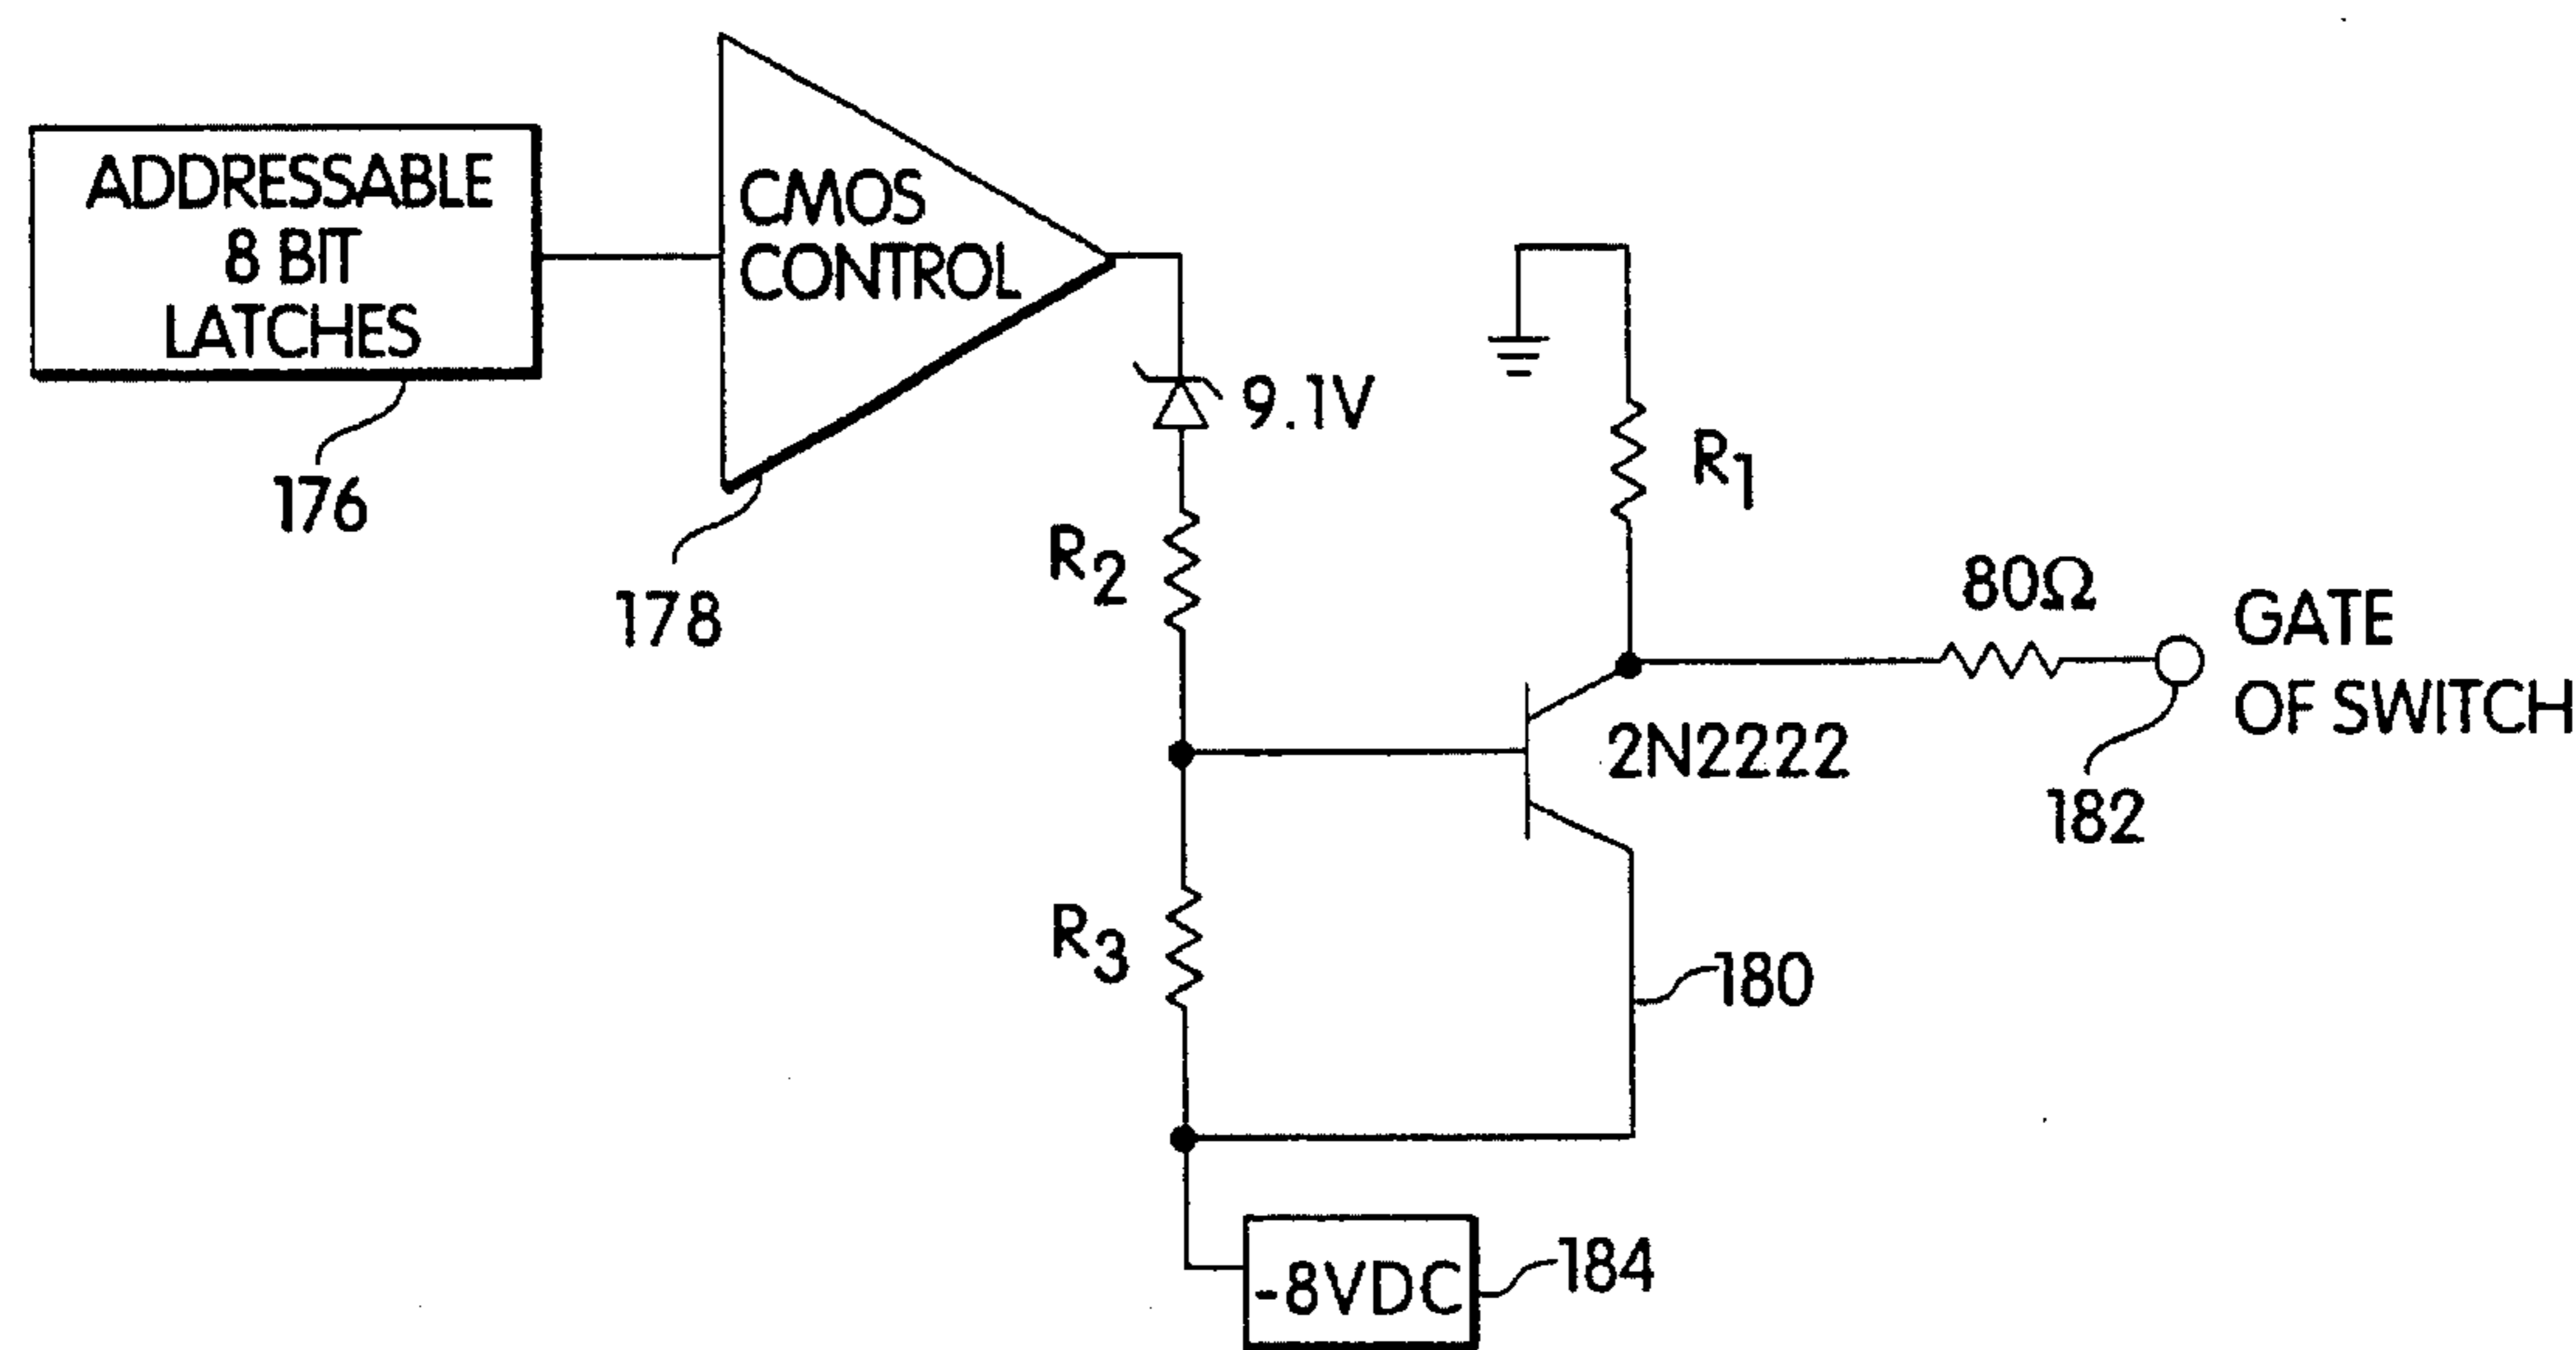 ADDRESSABLE
8 BIT
LATCHES
176
CMOS
CONTROL
178
9.1V
R2
R3
R1
2N2222
80Ω
GATE
OF SWITCH
182
180
-8VDC
184